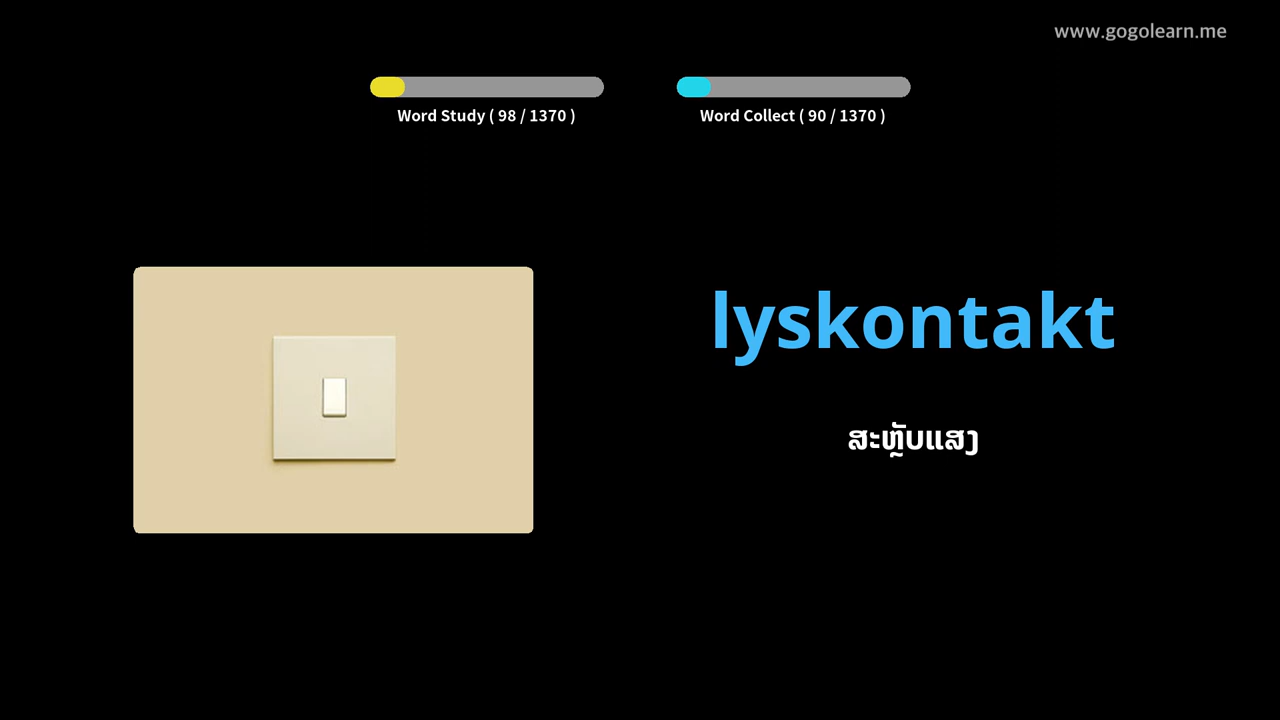 www.gogolearn.me
Word Study ( 98 / 1370 )
Word Collect ( 90 / 1370 )
lyskontakt
ສະຫຼັບແສງ